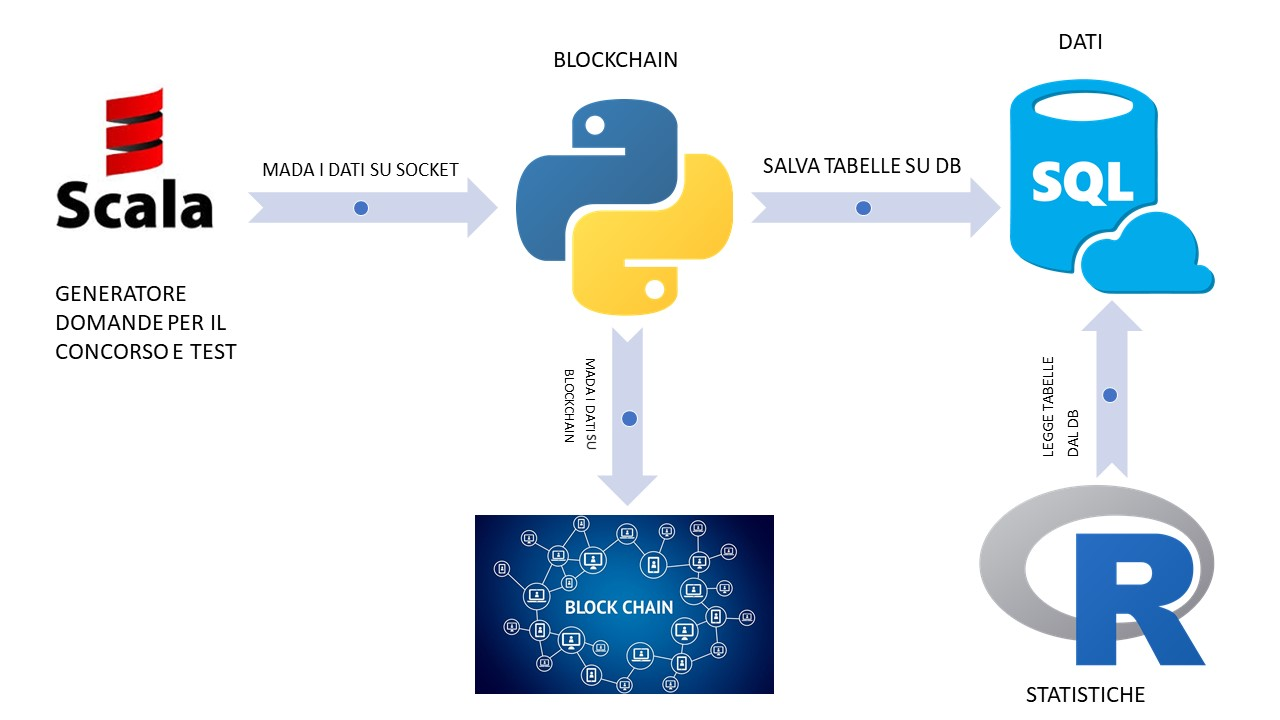 BLOCKCHAIN
DATI
Scala
MADA I DATI SU SOCKET
SALVA TABELLE SU DB
SQL
GENERATORE
DOMANDE PER IL
CONCORSO E TEST
MADA I DATI SU
BLOCKCHAIN
LEGGE TABELLE
DAL DB
BLOCK CHAIN
R
STATISTICHE